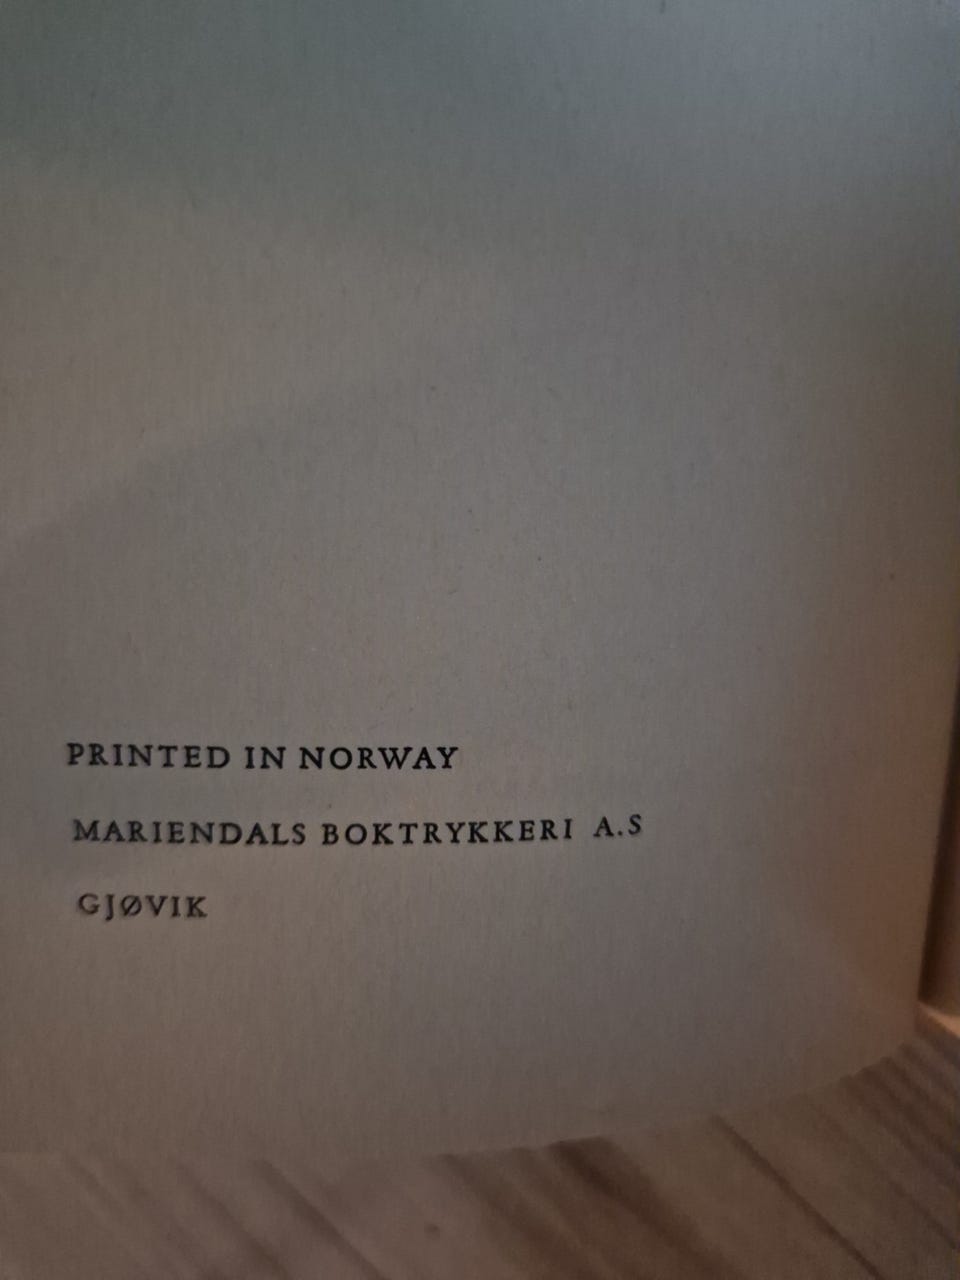 PRINTED IN NORWAY
MARIENDALS BOKTRYKKERI A.S
GJØVIK